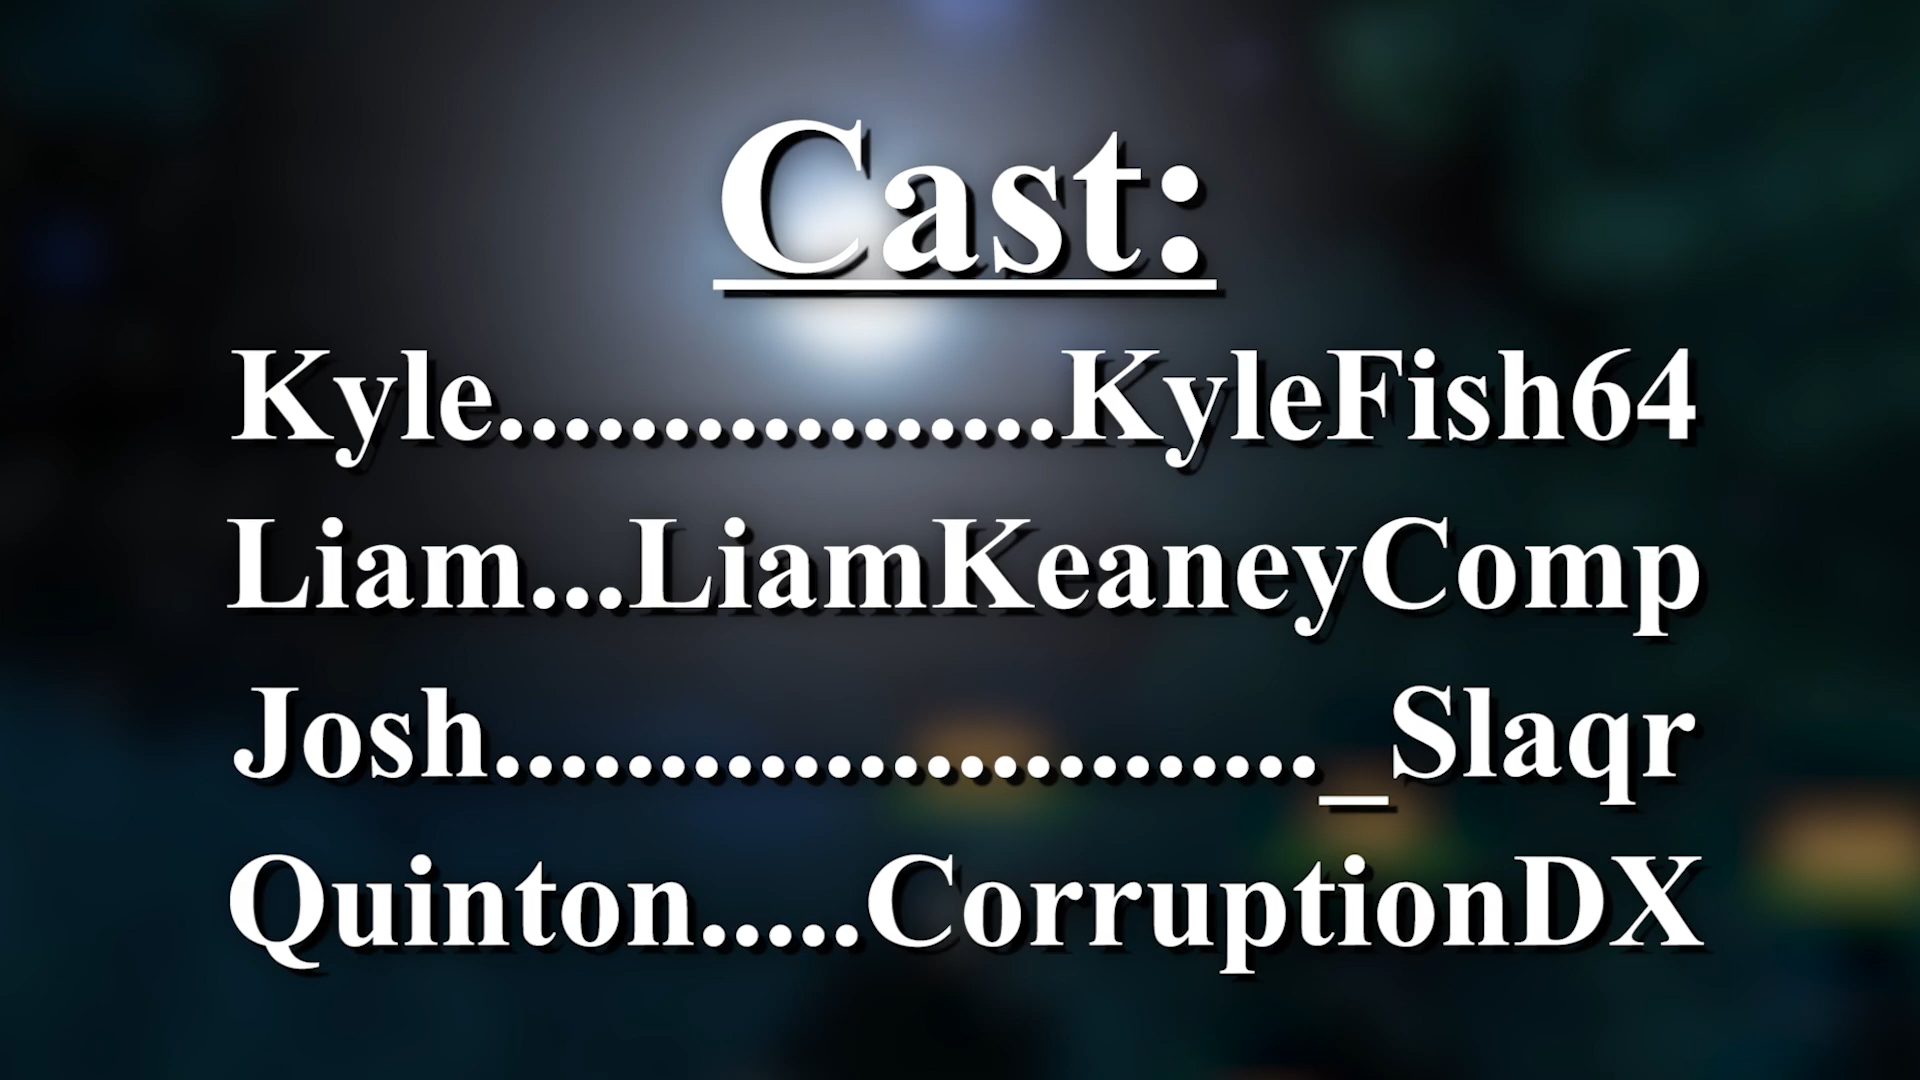 Cast:
Kyle.................KyleFish64
Liam...LiamKeaneyComp
Josh........................._Slaqr
Quinton.....CorruptionDX